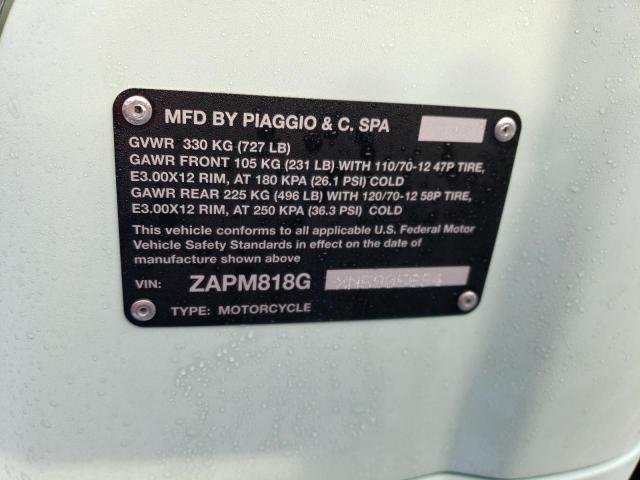 MFD BY PIAGGIO & C. SPA
GVWR 330 KG (727 LB)
GAWR FRONT 105 KG (231 LB) WITH 110/70-12 47P TIRE,
E3.00X12 RIM, AT 180 KPA (26.1 PSI) COLD
GAWR REAR 225 KG (496 LB) WITH 120/70-12 58P TIRE,
E3.00X12 RIM, AT 250 KPA (36.3 PSI) COLD
This vehicle conforms to all applicable U.S. Federal Motor
Vehicle Safety Standards in effect on the date of
manufacture shown above
VIN: ZAPM818G
TYPE: MOTORCYCLE